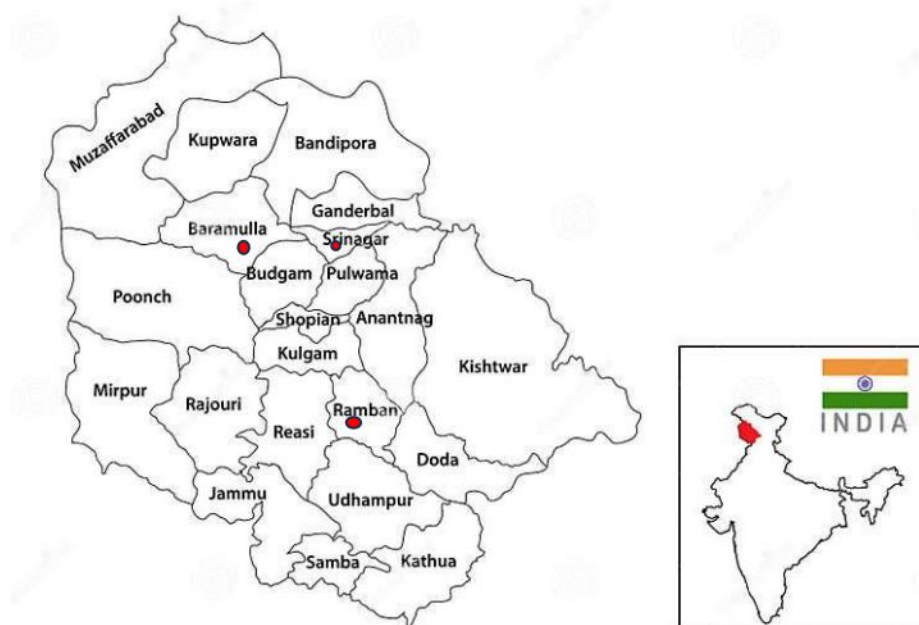 Muzaffarabad
Kupwara
Bandipora
Ganderbal
Baramulla
Srinagar
Budgam
Pulwama
Poonch
Shopian
Anantnag
Kulgam
Kishtwar
Mirpur
Rajouri
Ramban
Reasi
Doda
Jammu
Udhampur
Samba
Kathua
INDIA